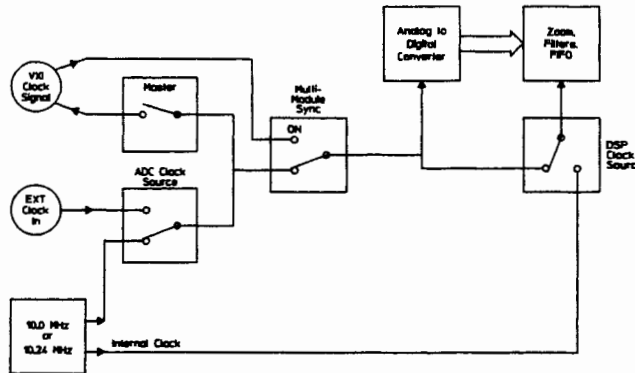 VXI
Clock
Signal
Master
Multi-
Module
Sync
ON
Analog to
Digital
Converter
Zoom,
Filters,
FIFO
DSP
Clock
Source
ADC Clock
Source
EXT
Clock
In
10.0 MHz
or
10.24 MHz
Internal Clock